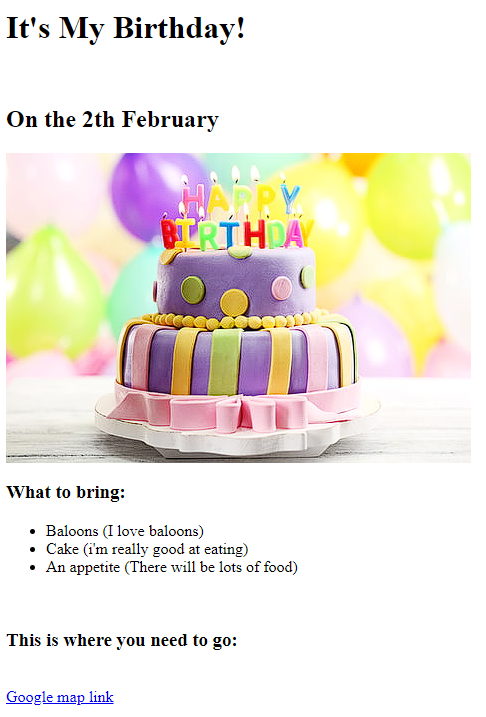 It's My Birthday!
On the 2th February
HAPPY
BIRTHDAY
What to bring:
Baloons (I love baloons)
Cake (i'm really good at eating)
An appetite (There will be lots of food)
This is where you need to go:
Google map link